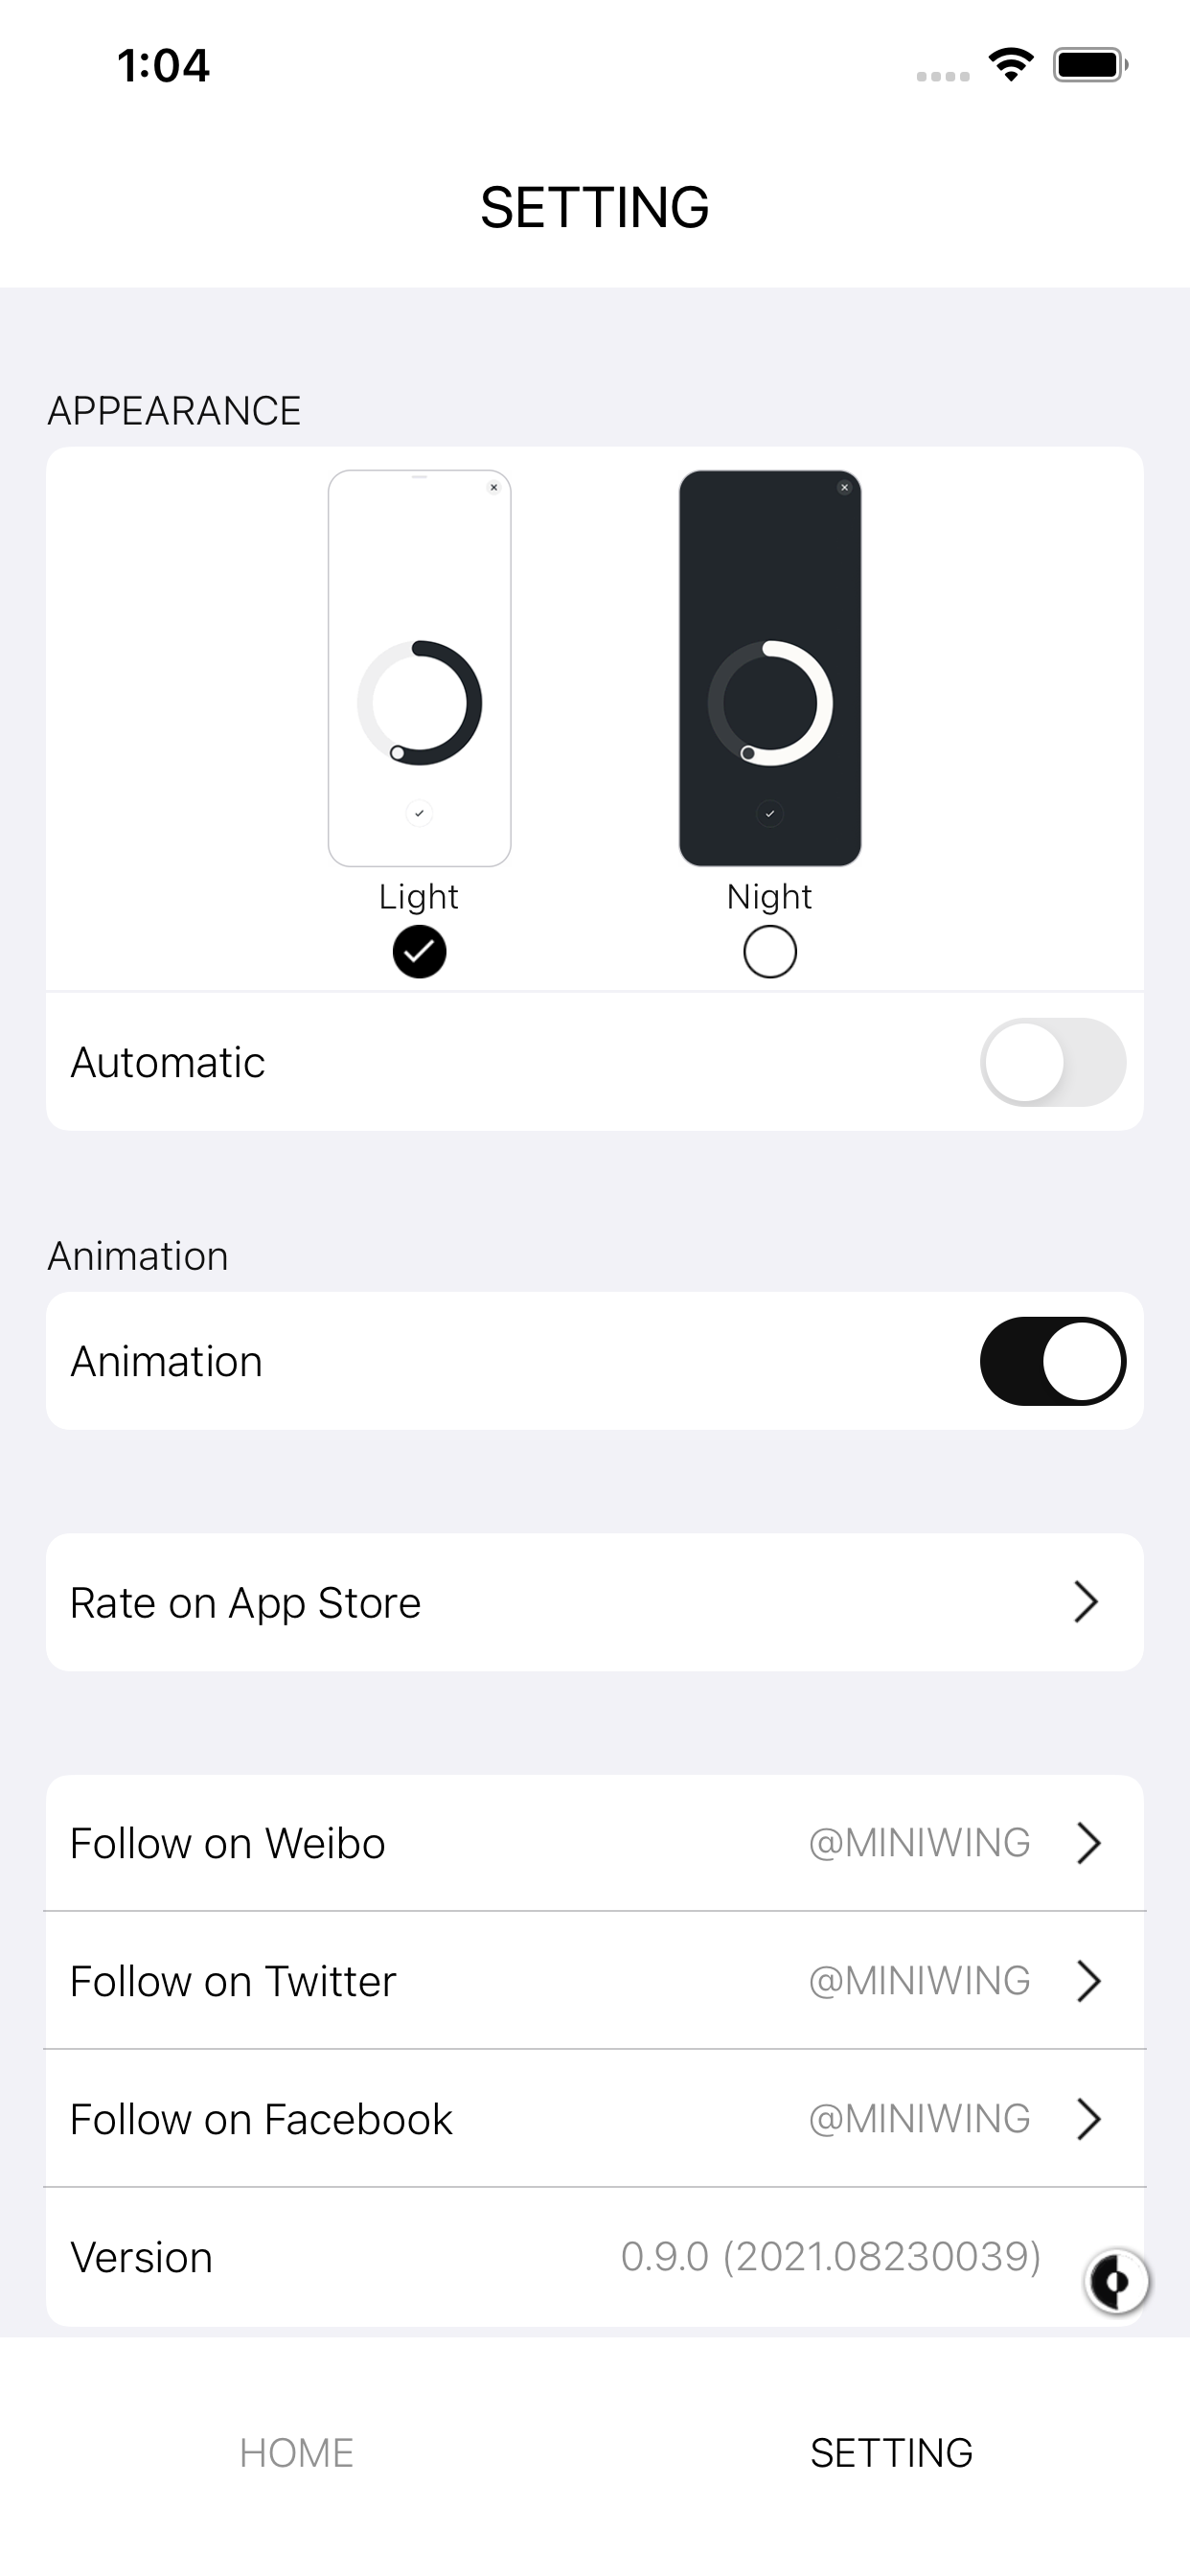 1:04
SETTING
APPEARANCE
Light
Night
Automatic
Animation
Animation
Rate on App Store
Follow on Weibo @MINIWING
Follow on Twitter @MINIWING
Follow on Facebook @MINIWING
Version 0.9.0 (2021.08230039)
HOME
SETTING